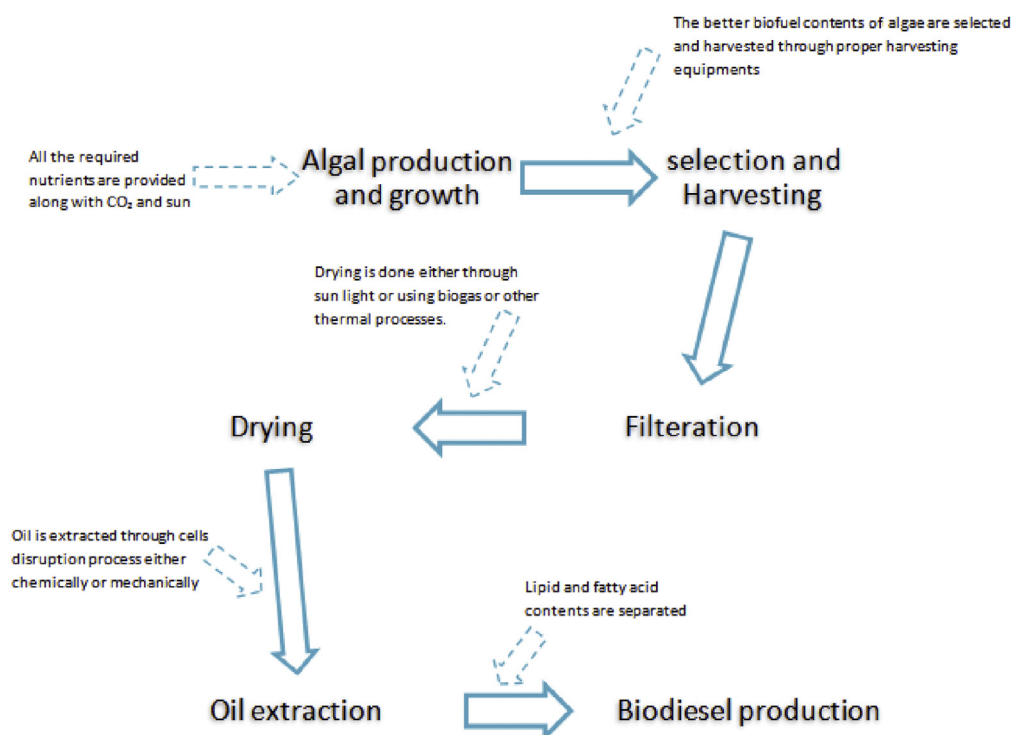 The better biofuel contents of algae are selected
and harvested through proper harvesting
equipments
All the required
nutrients are provided
along with CO₂ and sun
Algal production
and growth
selection and
Harvesting
Drying is done either through
sun light or using biogas or other
thermal processes.
Drying
Filteration
Oil is extracted through cells
disruption process either
chemically or mechanically
Lipid and fatty acid
contents are separated
Oil extraction
Biodiesel production